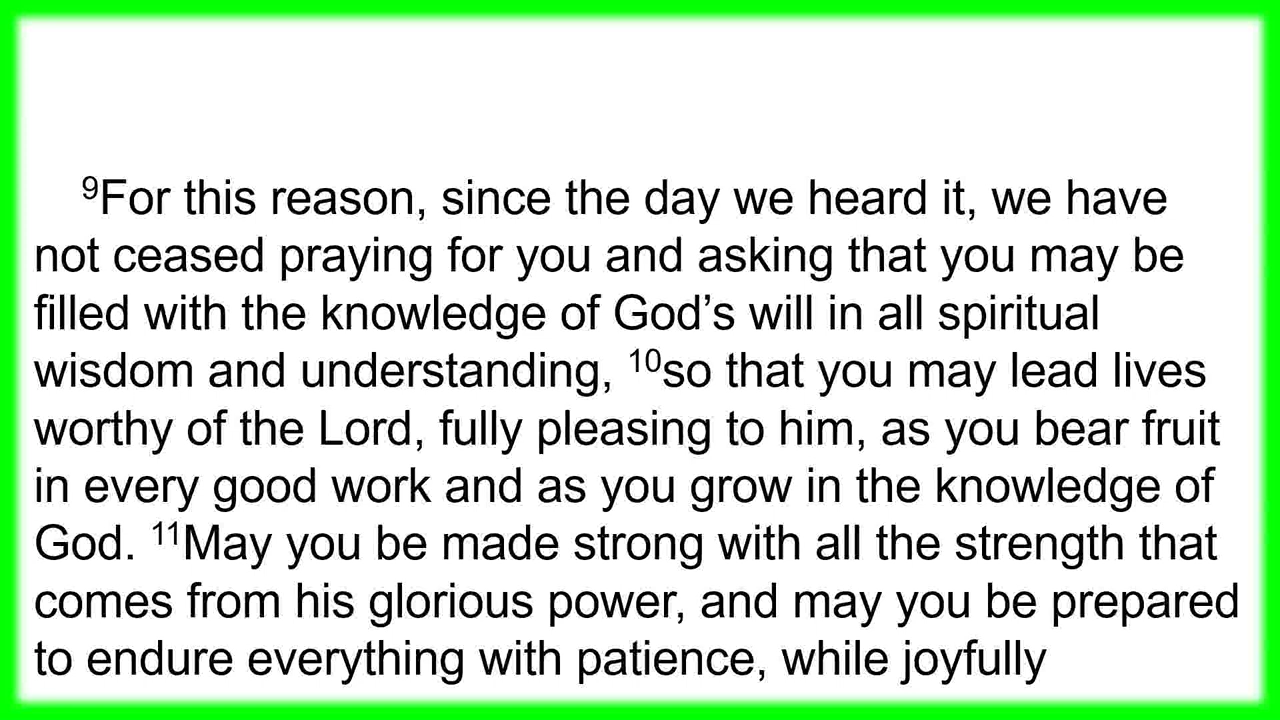 ⁹For this reason, since the day we heard it, we have
not ceased praying for you and asking that you may be
filled with the knowledge of God’s will in all spiritual
wisdom and understanding, ¹⁰so that you may lead lives
worthy of the Lord, fully pleasing to him, as you bear fruit
in every good work and as you grow in the knowledge of
God. ¹¹May you be made strong with all the strength that
comes from his glorious power, and may you be prepared
to endure everything with patience, while joyfully